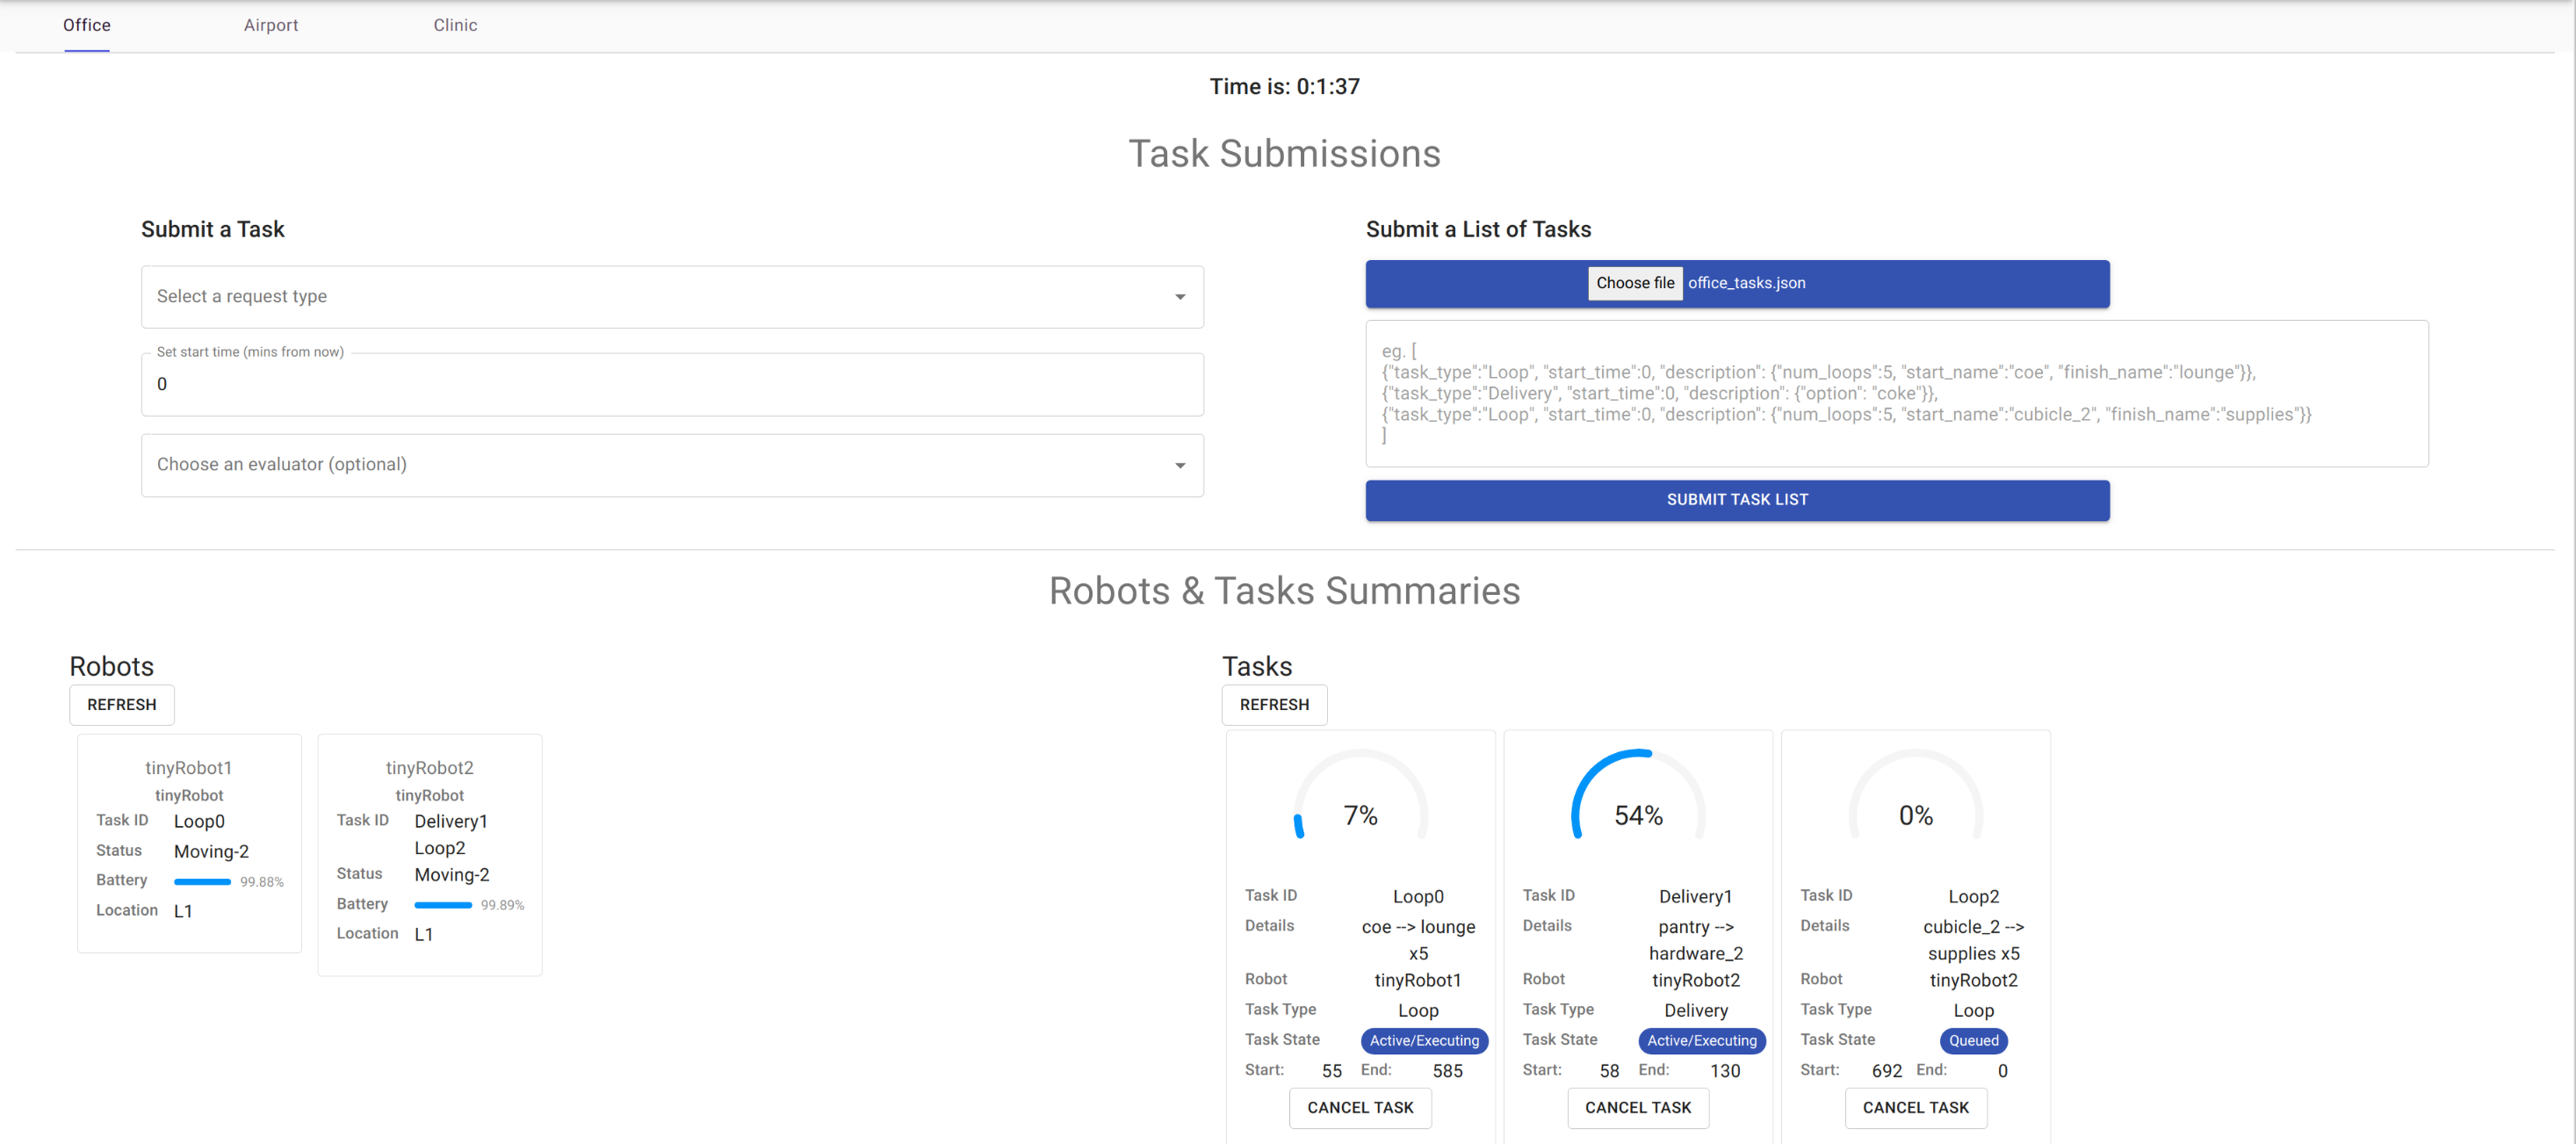 Office Airport Clinic
Time is: 0:1:37
Task Submissions
Submit a Task
Select a request type
Set start time (mins from now)
0
Choose an evaluator (optional)
Submit a List of Tasks
Choose file office_tasks.json
eg. [
{"task_type":"Loop", "start_time":0, "description": {"num_loops":5, "start_name":"coe", "finish_name":"lounge"}},
{"task_type":"Delivery", "start_time":0, "description": {"option": "coke"}},
{"task_type":"Loop", "start_time":0, "description": {"num_loops":5, "start_name":"cubicle_2", "finish_name":"supplies"}}
]
SUBMIT TASK LIST
Robots & Tasks Summaries
Robots
REFRESH
tinyRobot1
tinyRobot
Task ID Loop0
Status Moving-2
Battery 99.88%
Location L1
tinyRobot2
tinyRobot
Task ID Delivery1
Loop2
Status Moving-2
Battery 99.89%
Location L1
Tasks
REFRESH
7%
Task ID Loop0
Details coe --> lounge
x5
Robot tinyRobot1
Task Type Loop
Task State Active/Executing
Start: 55 End: 585
CANCEL TASK
54%
Task ID Delivery1
Details pantry -->
hardware_2
Robot tinyRobot2
Task Type Delivery
Task State Active/Executing
Start: 58 End: 130
CANCEL TASK
0%
Task ID Loop2
Details cubicle_2 -->
supplies x5
Robot tinyRobot2
Task Type Loop
Task State Queued
Start: 692 End: 0
CANCEL TASK